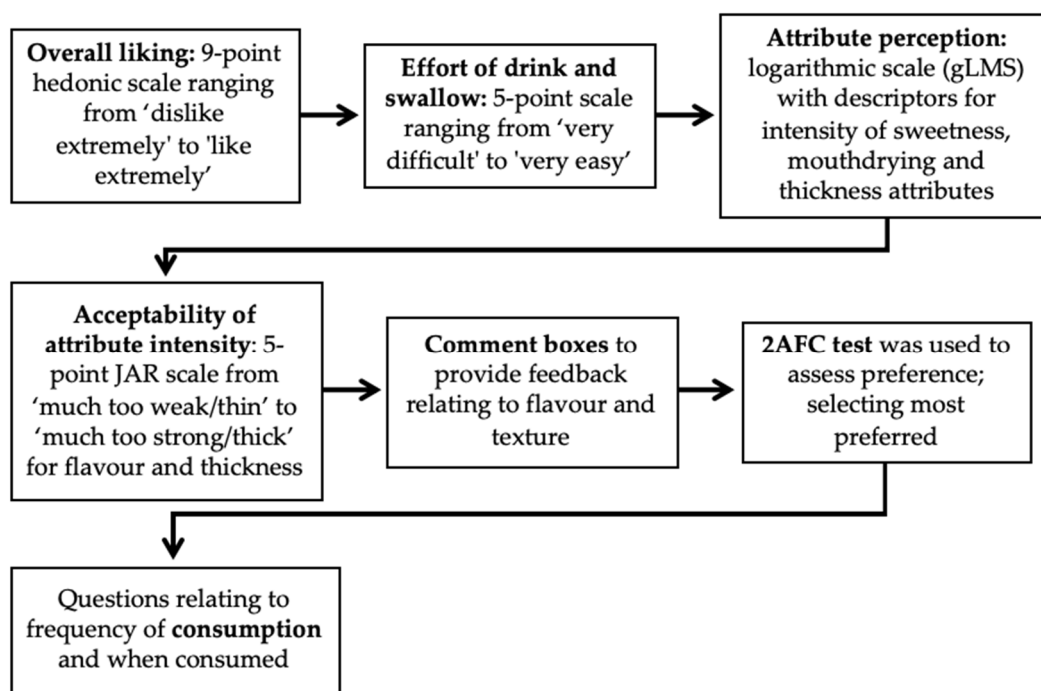 Overall liking: 9-point
hedonic scale ranging
from ‘dislike
extremely' to 'like
extremely’
Effort of drink and
swallow: 5-point scale
ranging from ‘very
difficult' to 'very easy’
Attribute perception:
logarithmic scale (gLMS)
with descriptors for
intensity of sweetness,
mouthdrying and
thickness attributes
Acceptability of
attribute intensity: 5-
point JAR scale from
‘much too weak/thin’ to
‘much too strong/thick’
for flavour and thickness
Comment boxes to
provide feedback
relating to flavour and
texture
2AFC test was used to
assess preference;
selecting most
preferred
Questions relating to
frequency of consumption
and when consumed